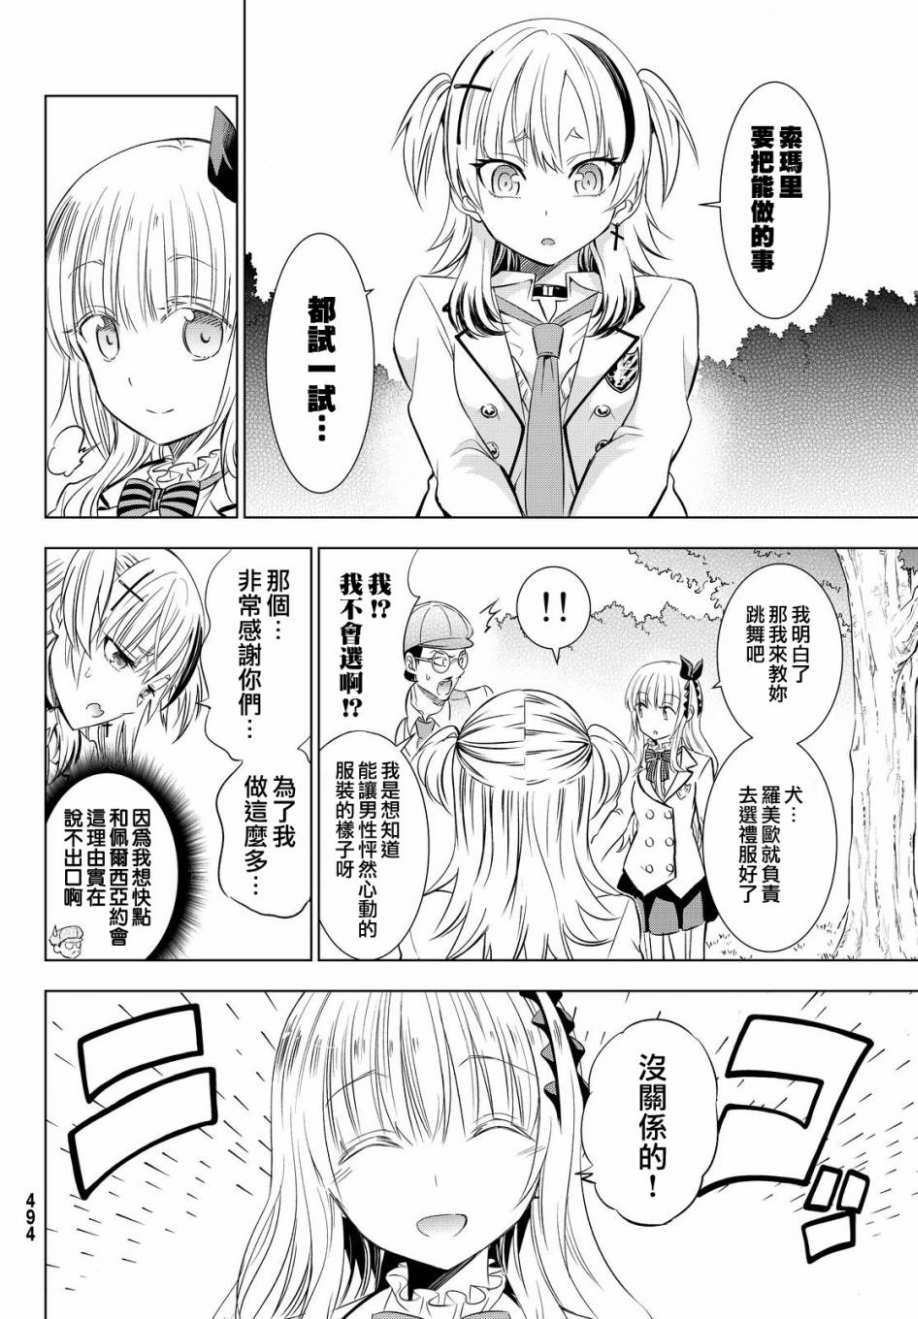 索瑪里
要把能做的事
都試一試…
我明白了
那我來教妳
跳舞吧
犬…
羅美歐就負責
去選禮服好了
!!
我!?
我不會選啊!?
我是想知道
能讓男性怦然心動的
服裝的樣子呀
那個…
非常感謝你們…
為了我
做這麼多…
因為我想快點
和佩爾西亞約會
這理由實在
說不出口啊
沒關係的！
ニコッ
494